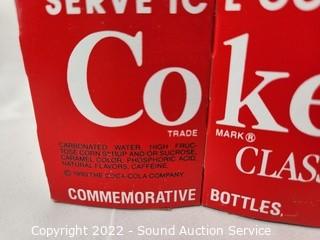 SERVE IC E CO
Coke
TRADE MARK®
CLASS
CARBONATED WATER, HIGH FRUC-
TOSE CORN SYRUP AND/OR SUCROSE,
CARAMEL COLOR, PHOSPHORIC ACID,
NATURAL FLAVORS, CAFFEINE.
THE COCA-COLA COMPANY
COMMEMORATIVE BOTTLES,
Copyright 2022 - Sound Auction Service